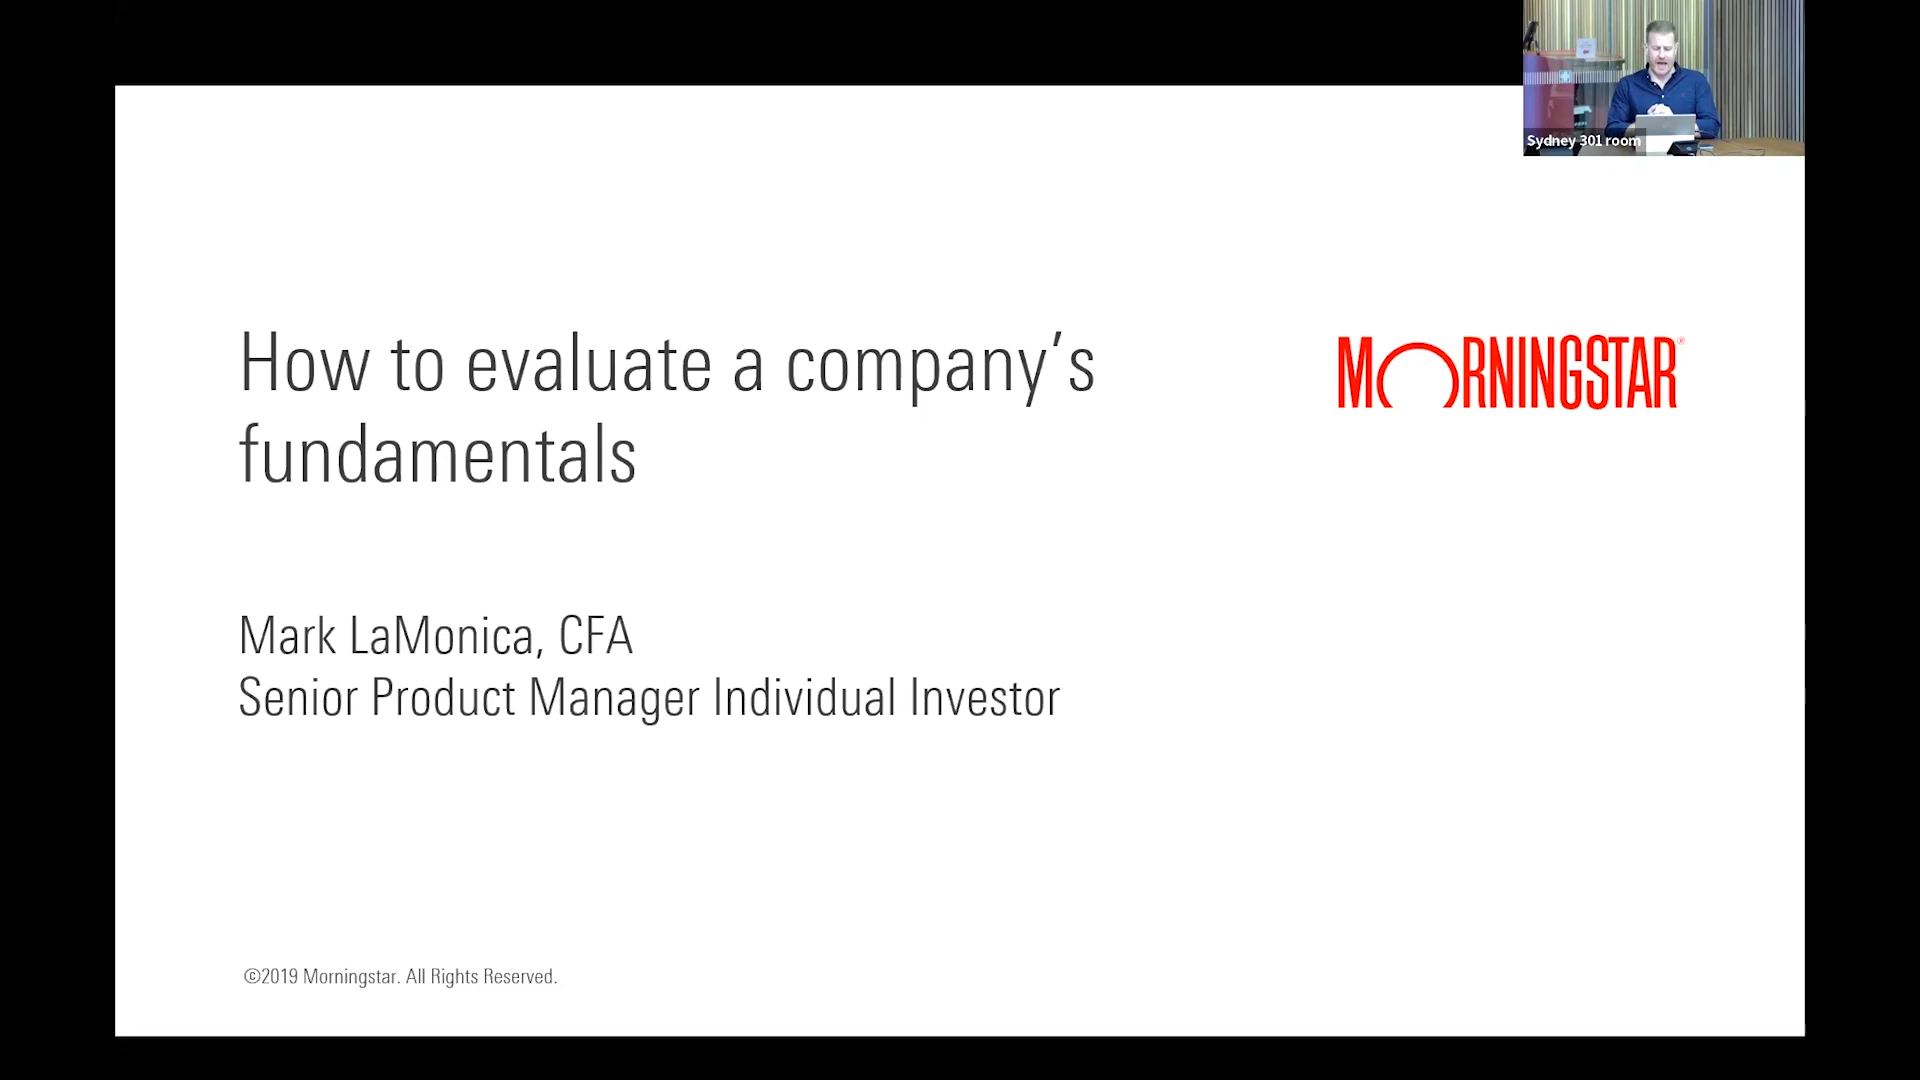 Sydney 301 room
How to evaluate a company’s
fundamentals
MORNINGSTAR®
Mark LaMonica, CFA
Senior Product Manager Individual Investor
©2019 Morningstar. All Rights Reserved.